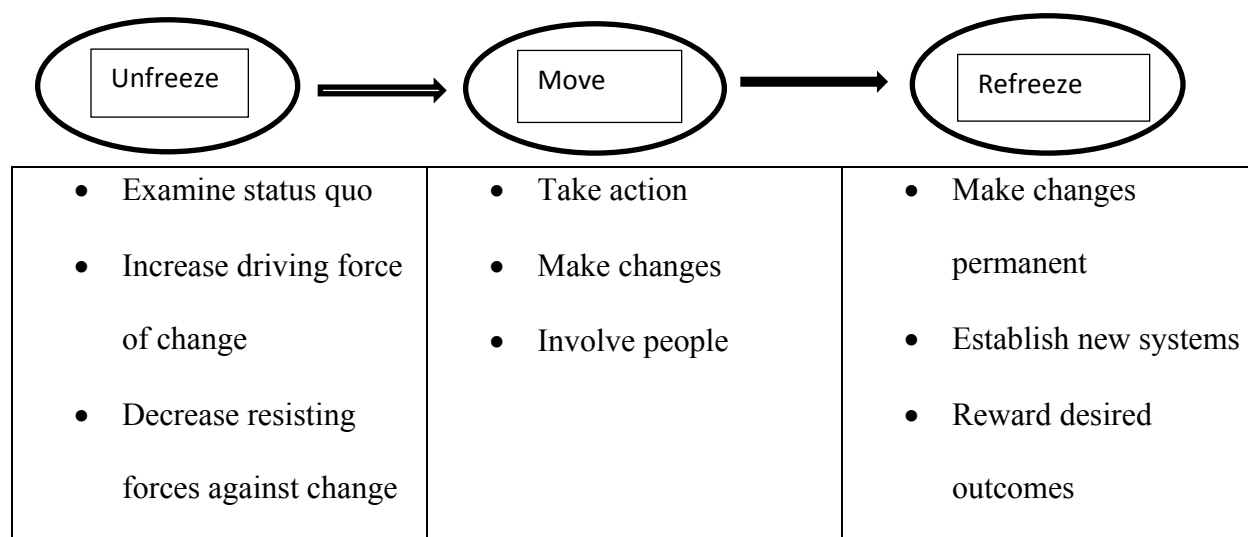 Unfreeze
Move
Refreeze
• Examine status quo
• Increase driving force
of change
• Decrease resisting
forces against change
• Take action
• Make changes
• Involve people
• Make changes
permanent
• Establish new systems
• Reward desired
outcomes